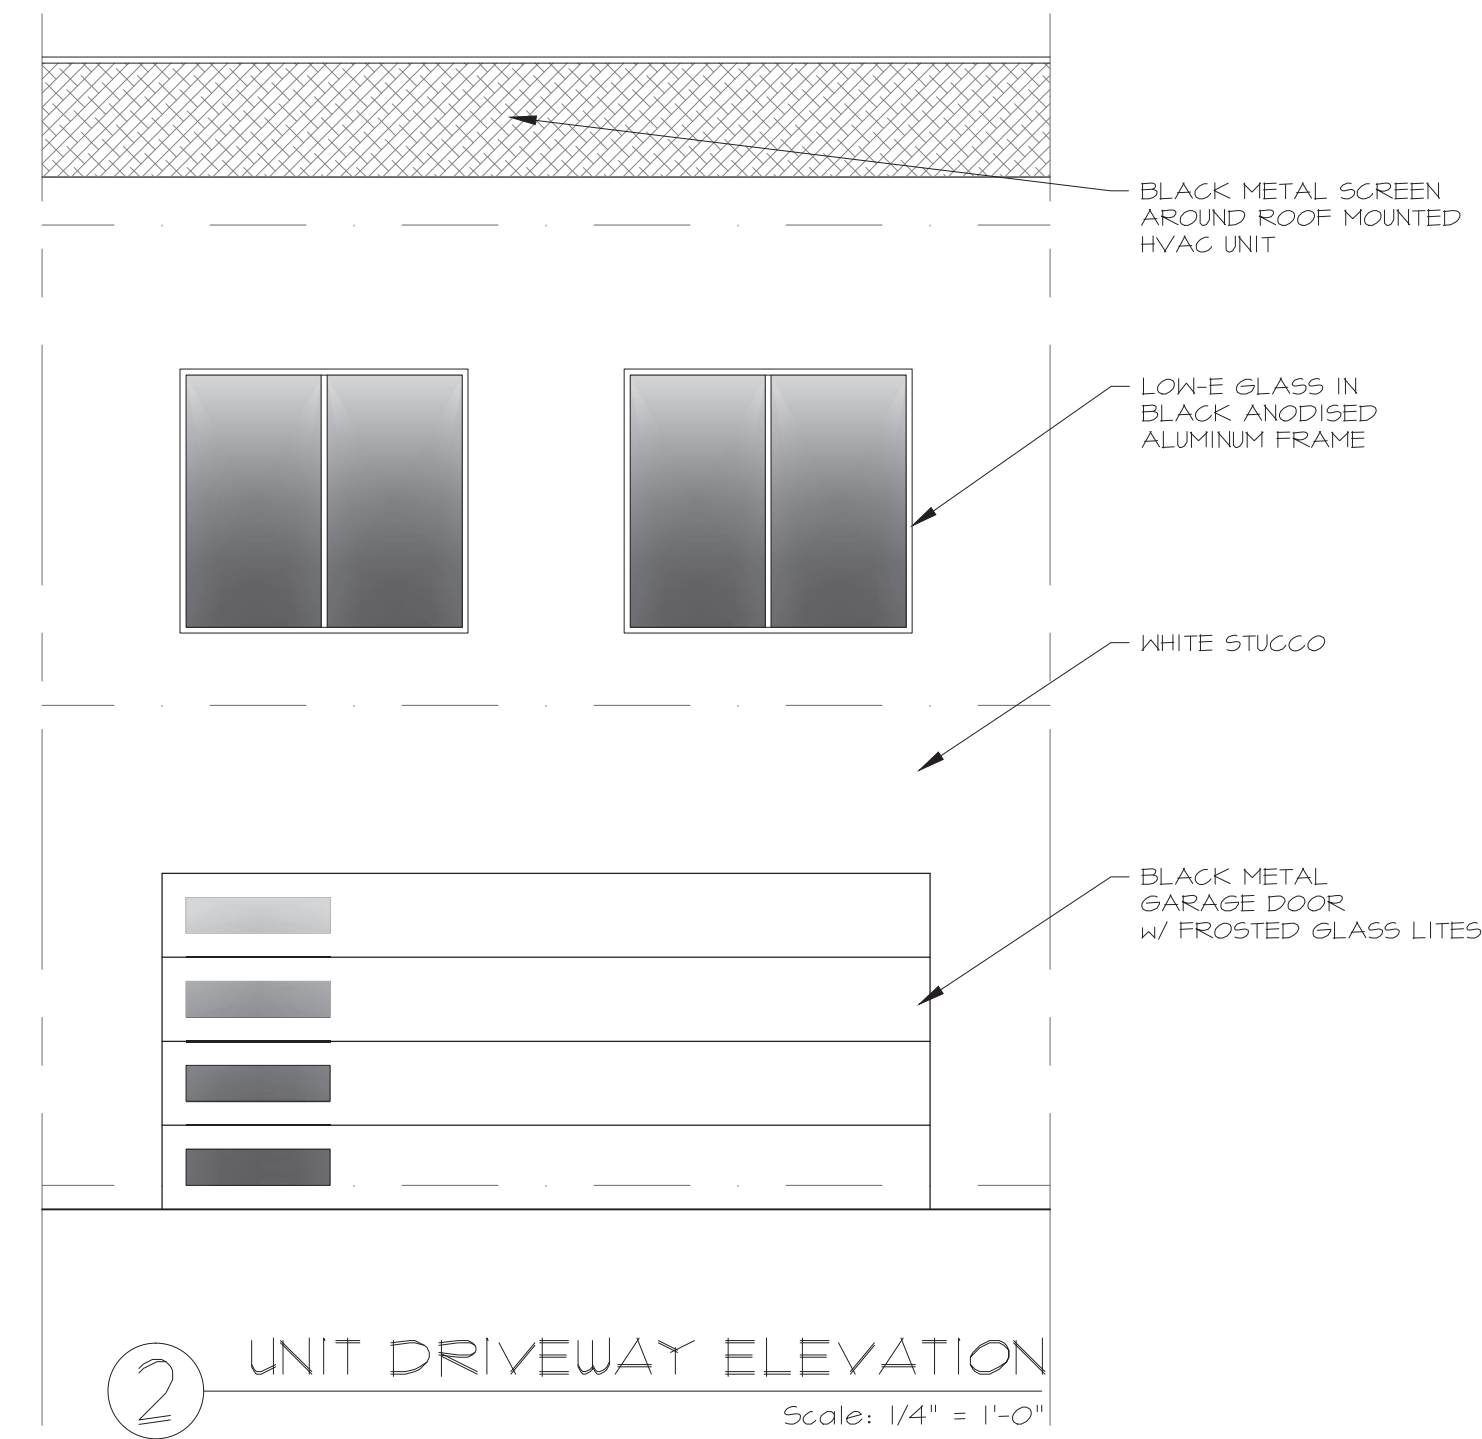 BLACK METAL SCREEN
AROUND ROOF MOUNTED
HVAC UNIT
LOW-E GLASS IN
BLACK ANODISED
ALUMINUM FRAME
WHITE STUCCO
BLACK METAL
GARAGE DOOR
W/ FROSTED GLASS LITES
2
UNIT DRIVEWAY ELEVATION
Scale: 1/4" = 1'-0"